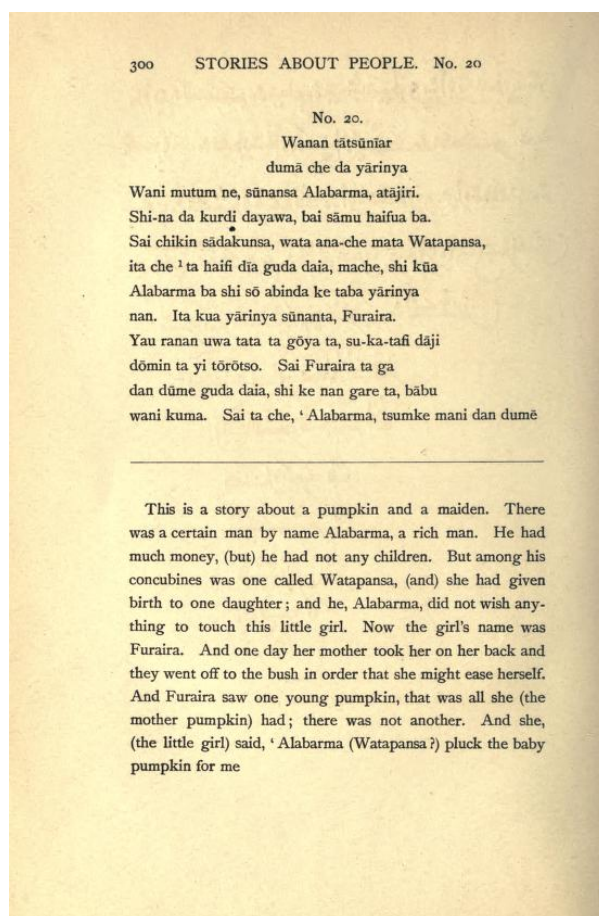 300 STORIES ABOUT PEOPLE. No. 20
No. 20.
Wanan tātsūnīar
dumā che da yārinya
Wani mutum ne, sūnansa Alabarma, atājiri.
Shi-na da kurdi dayawa, bai sāmu haifua ba.
Sai chikin sādakunsa, wata ana-che mata Watapansa,
ita che ¹ ta haifi dīa guda daia, mache, shi kūa
Alabarma ba shi sō abinda ke taba yārinya
nan. Ita kua yārinya sūnanta, Furaira.
Yau ranan uwa tata ta gōya ta, su-ka-tafi dāji
dōmin ta yi tōrōtso. Sai Furaira ta ga
dan dūme guda daia, shi ke nan gare ta, bābu
wani kuma. Sai ta che, ‘ Alabarma, tsumke mani dan dumē
This is a story about a pumpkin and a maiden. There
was a certain man by name Alabarma, a rich man. He had
much money, (but) he had not any children. But among his
concubines was one called Watapansa, (and) she had given
birth to one daughter ; and he, Alabarma, did not wish any-
thing to touch this little girl. Now the girl's name was
Furaira. And one day her mother took her on her back and
they went off to the bush in order that she might ease herself.
And Furaira saw one young pumpkin, that was all she (the
mother pumpkin) had ; there was not another. And she,
(the little girl) said, ‘ Alabarma (Watapansa ?) pluck the baby
pumpkin for me